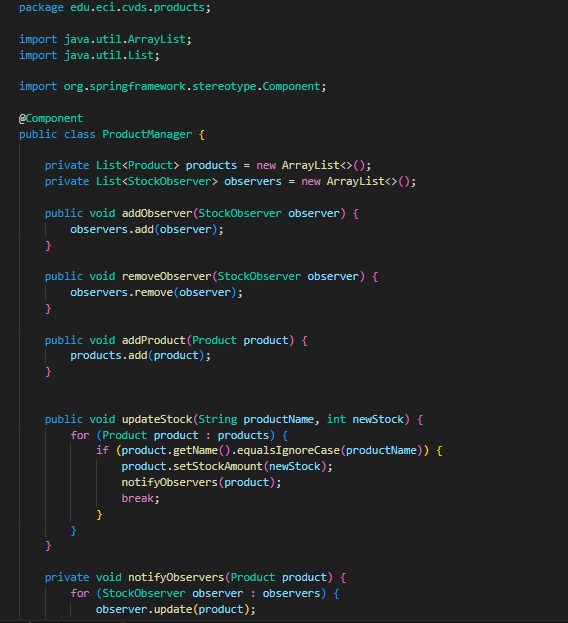 package edu.eci.cvds.products;
import java.util.ArrayList;
import java.util.List;
import org.springframework.stereotype.Component;
@Component
public class ProductManager {
private List<Product> products = new ArrayList<>();
private List<StockObserver> observers = new ArrayList<>();
public void addObserver(StockObserver observer) {
observers.add(observer);
}
public void removeObserver(StockObserver observer) {
observers.remove(observer);
}
public void addProduct(Product product) {
products.add(product);
}
public void updateStock(String productName, int newStock) {
for (Product product : products) {
if (product.getName().equalsIgnoreCase(productName)) {
product.setStockAmount(newStock);
notifyObservers(product);
break;
}
}
}
private void notifyObservers(Product product) {
for (StockObserver observer : observers) {
observer.update(product);